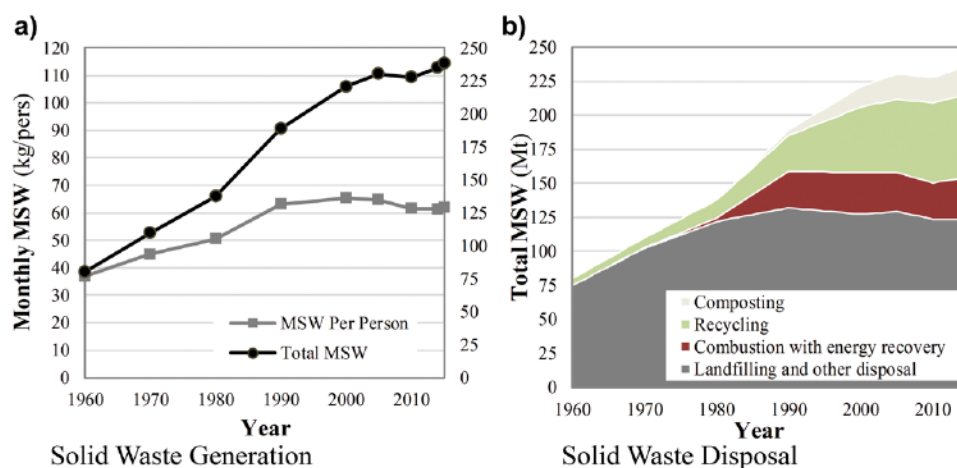 a)
Monthly MSW (kg/pers)
120
110
100
90
80
70
60
50
40
30
20
10
0
250
225
200
175
150
125
100
75
50
25
0
MSW Per Person
Total MSW
1960 1970 1980 1990 2000 2010
Year
Solid Waste Generation
b)
Total MSW (Mt)
250
225
200
175
150
125
100
75
50
25
0
Composting
Recycling
Combustion with energy recovery
Landfilling and other disposal
1960 1970 1980 1990 2000 2010
Year
Solid Waste Disposal